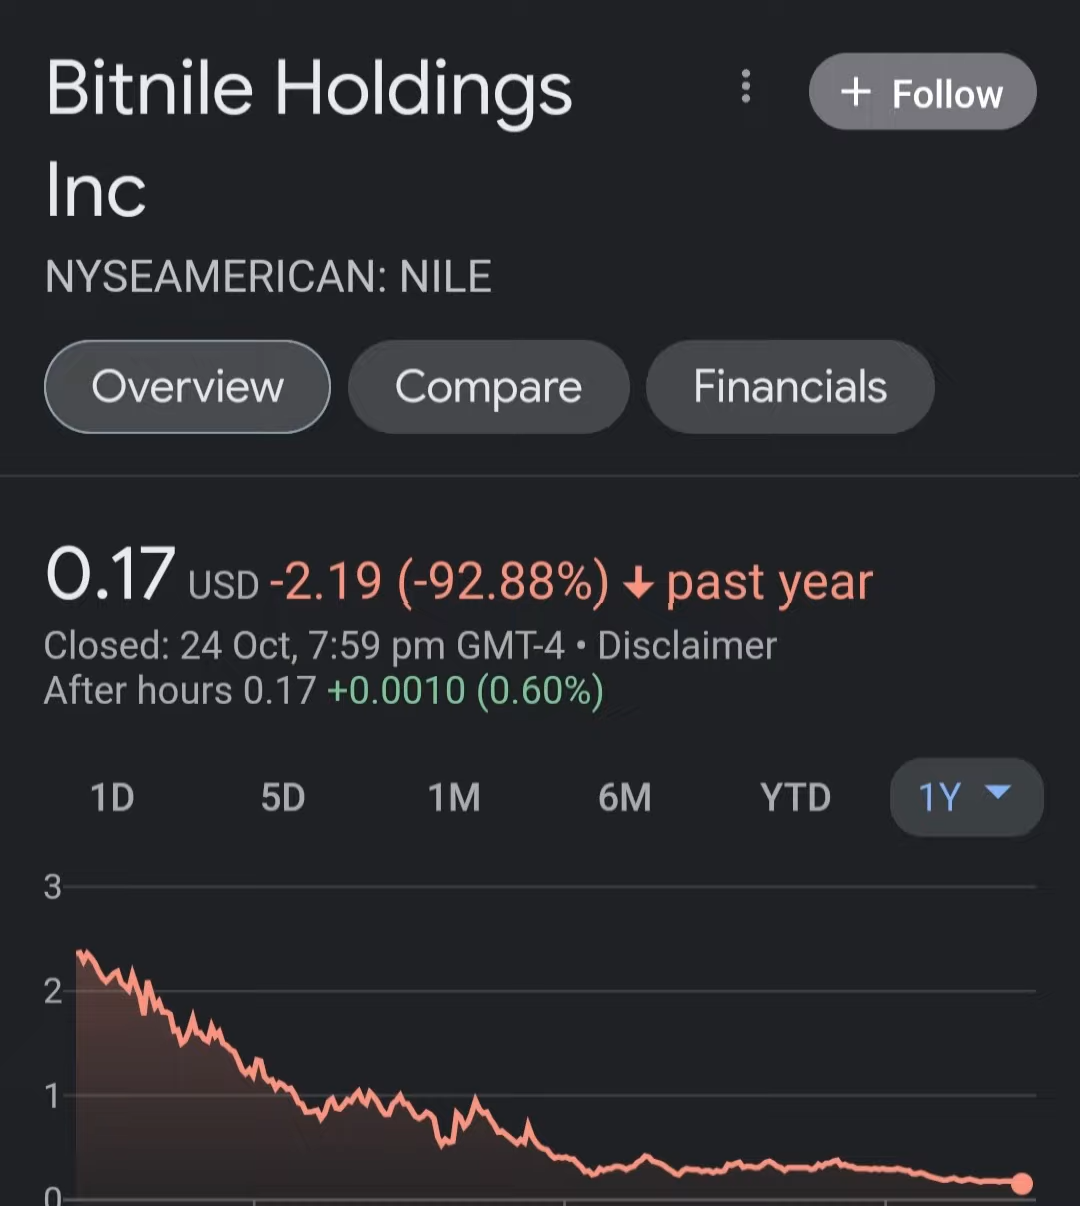 Bitnile Holdings
Inc
+ Follow
NYSEAMERICAN: NILE
Overview Compare Financials
0.17 USD -2.19 (-92.88%) ↓ past year
Closed: 24 Oct, 7:59 pm GMT-4 • Disclaimer
After hours 0.17 +0.0010 (0.60%)
1D 5D 1M 6M YTD 1Y
3
2
1
0